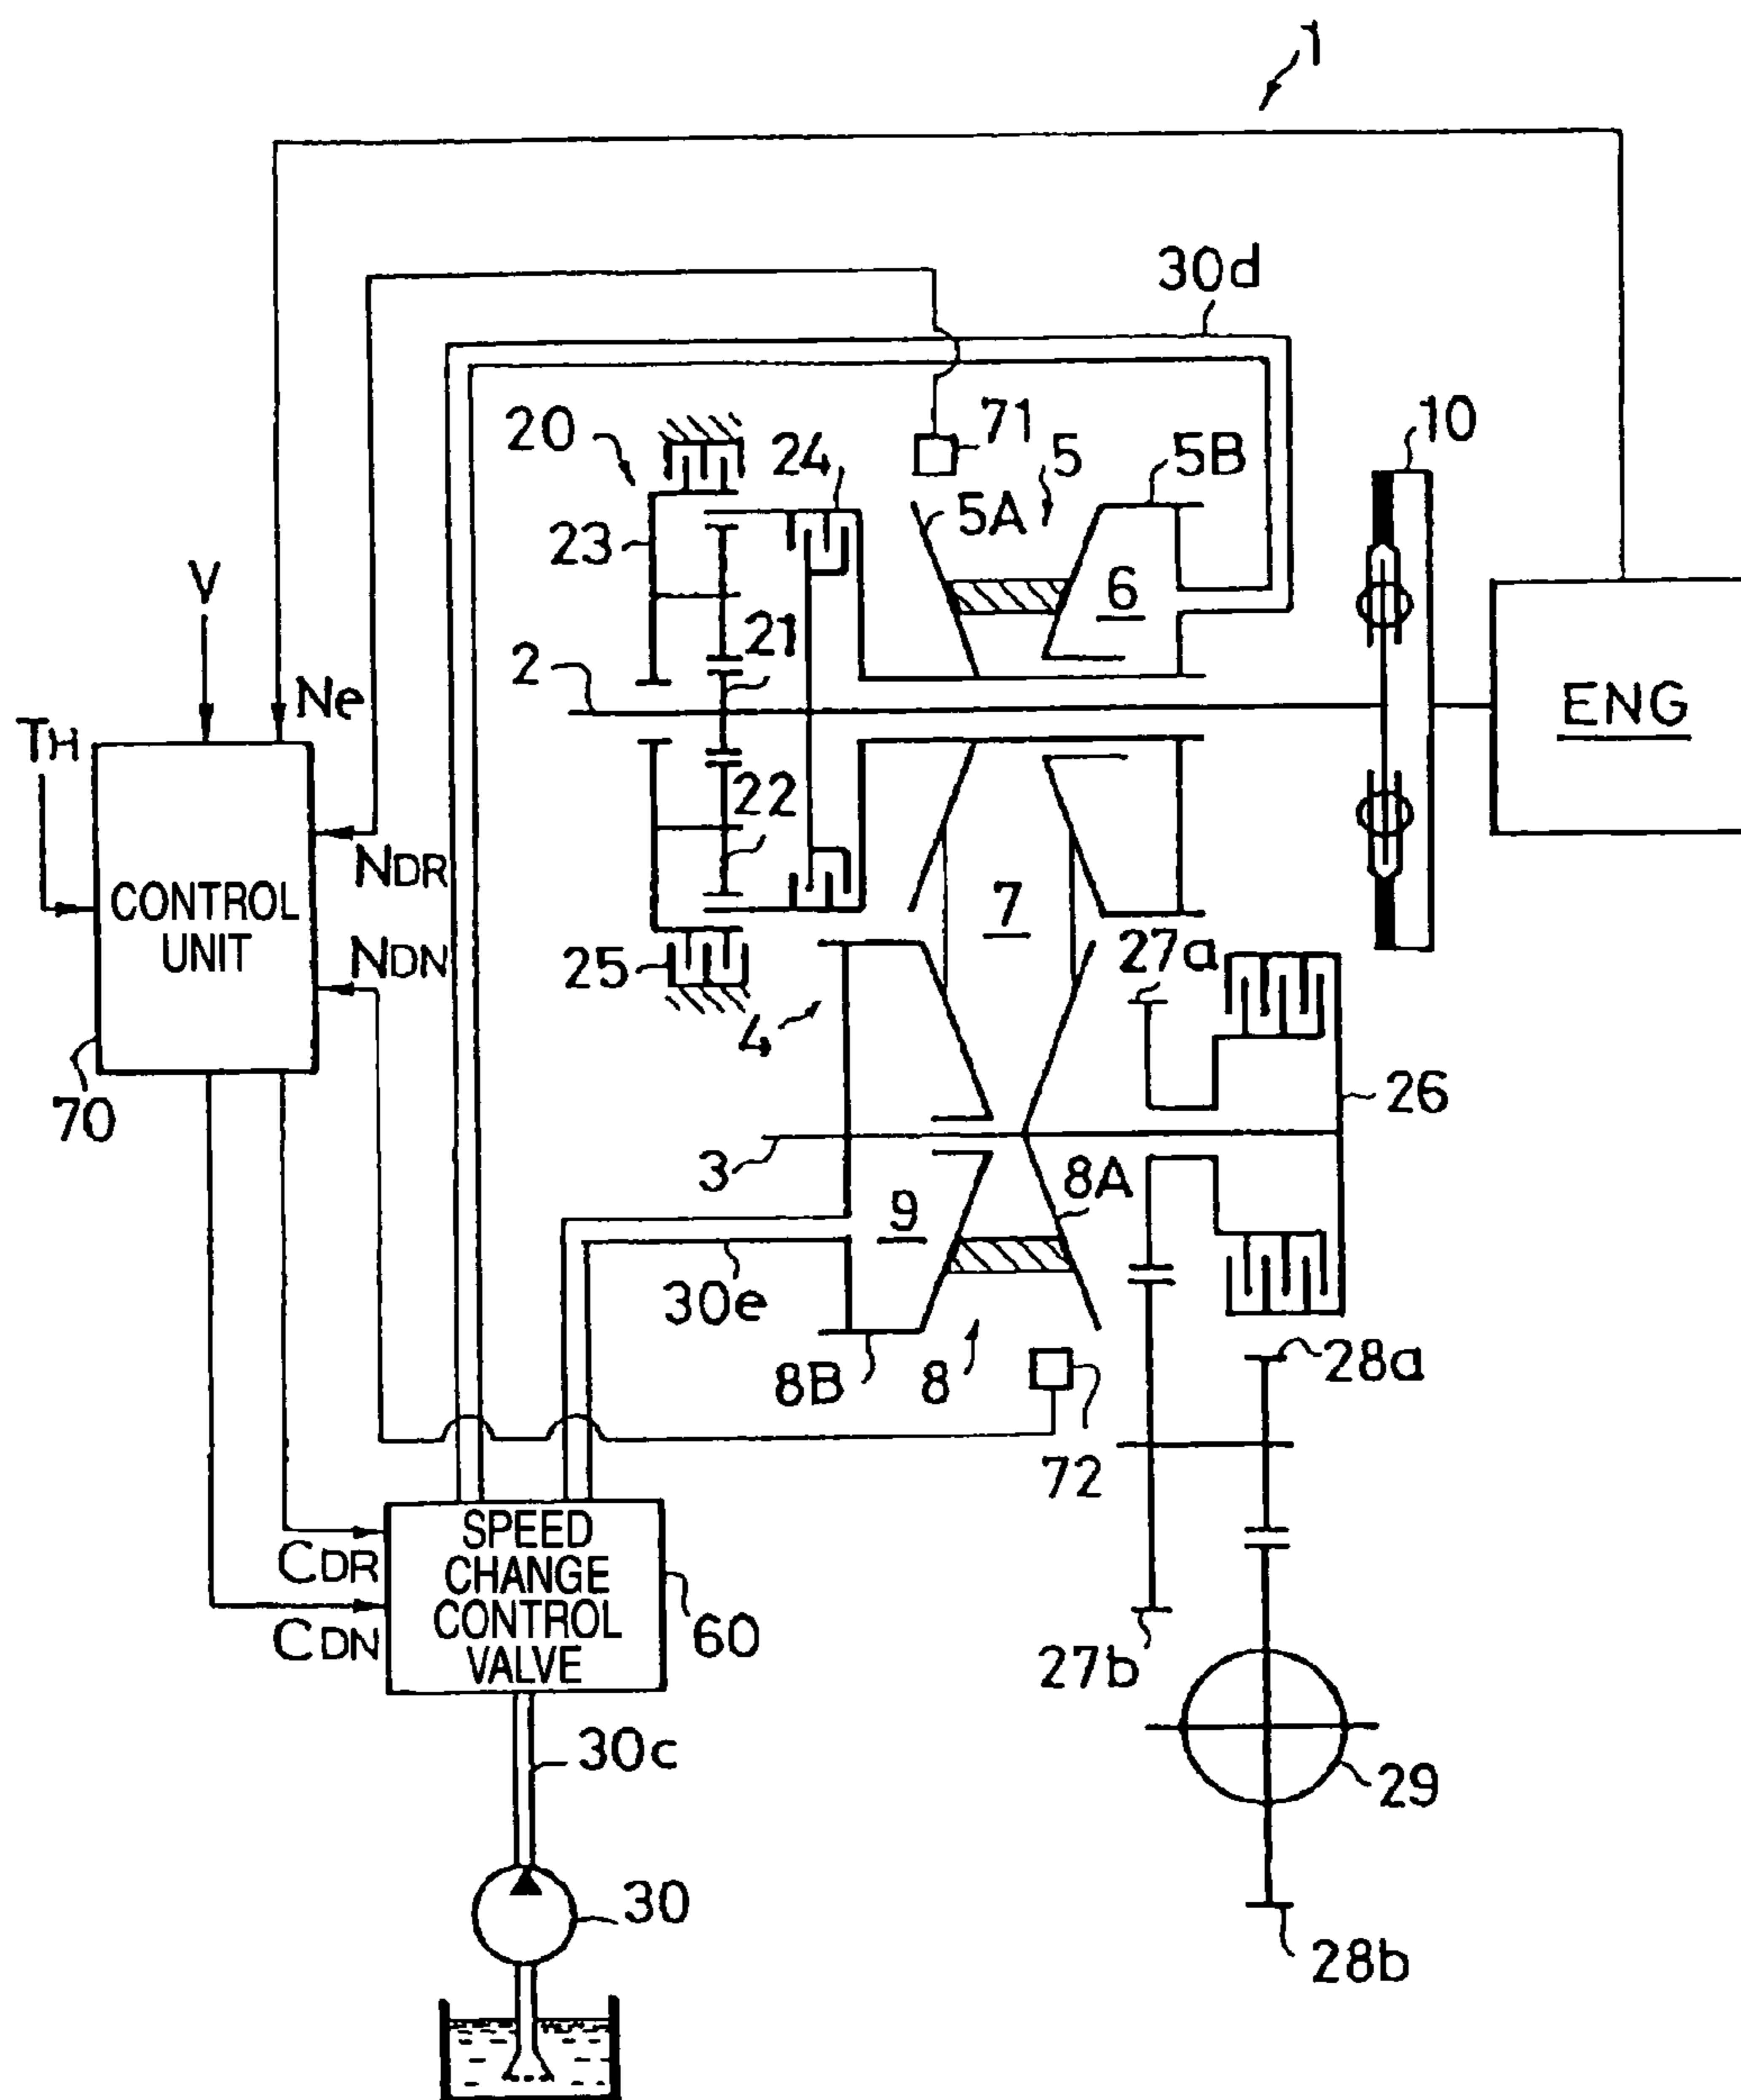 1
30d
20
24
71
5
5B
10
5A
23
6
V
21
2
Ne
ENG
TH
22
NDR
CONTROL
UNIT
7
NDN
25
27a
4
70
26
3
8A
9
30e
8B
8
28a
72
SPEED
CHANGE
CONTROL
VALVE
CDR
CDN
60
27b
30c
29
30
28b